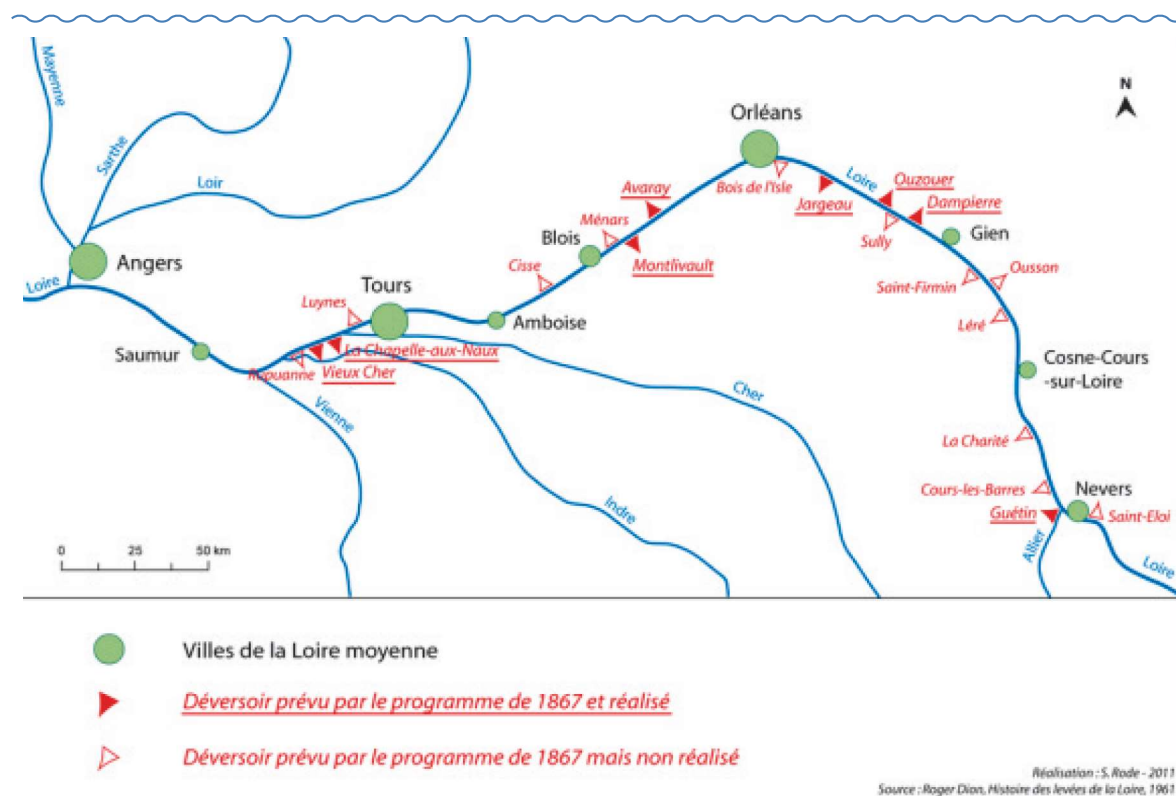 Mayenne
Sarthe
Loir
Loire
Angers
Saumur
Vienne
Luynes
Tours
La Chapelle-aux-Naux
Vieux Cher
Rupuanne
Cisse
Amboise
Blois
Ménars
Montlivault
Avaray
Orléans
Bois de l'Isle
Jargeau
Loire
Ouzouer
Dampierre
Sully
Gien
Saint-Firmin
Ousson
Léré
Cosne-Cours
-sur-Loire
La Charité
Cours-les-Barres
Nevers
Guétin
Saint-Eloi
Allier
Loire
Cher
Indre
N
0 25 50 km
Villes de la Loire moyenne
Déversoir prévu par le programme de 1867 et réalisé
Déversoir prévu par le programme de 1867 mais non réalisé
Réalisation : S. Rode - 2011
Source : Roger Dion, Histoire des levées de la Loire, 1961